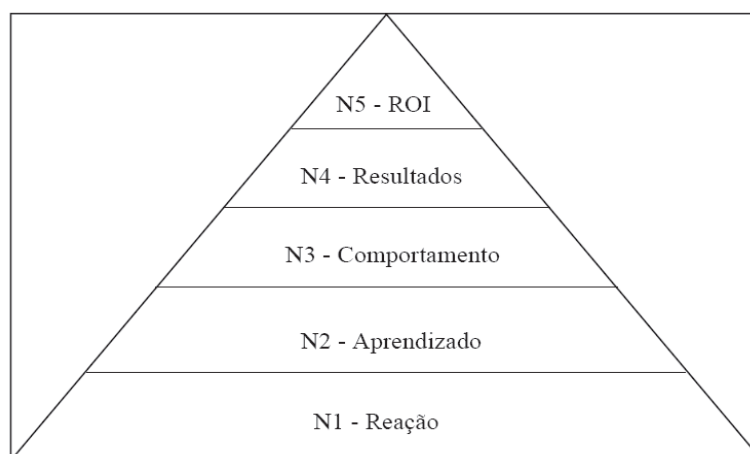 N5 - ROI
N4 - Resultados
N3 - Comportamento
N2 - Aprendizado
N1 - Reação